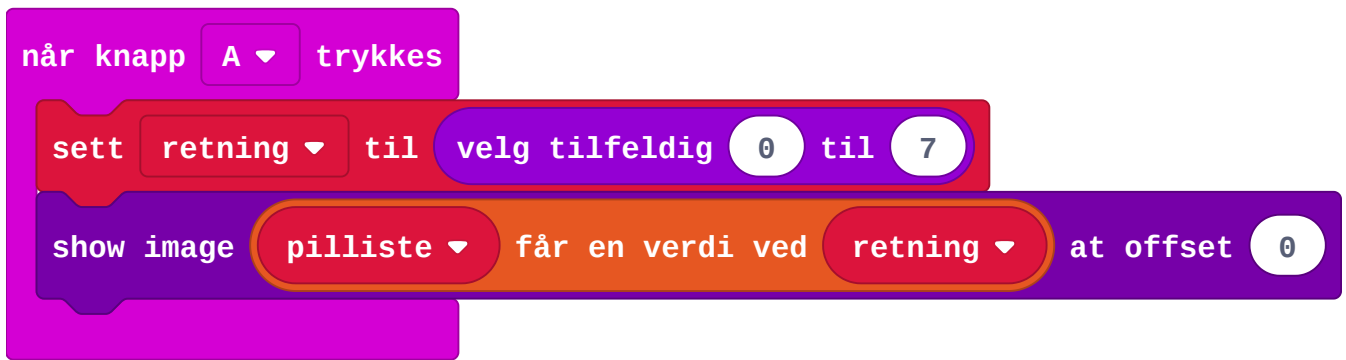 når knapp A trykkes
sett retning til velg tilfeldig 0 til 7
show image pilliste får en verdi ved retning at offset 0